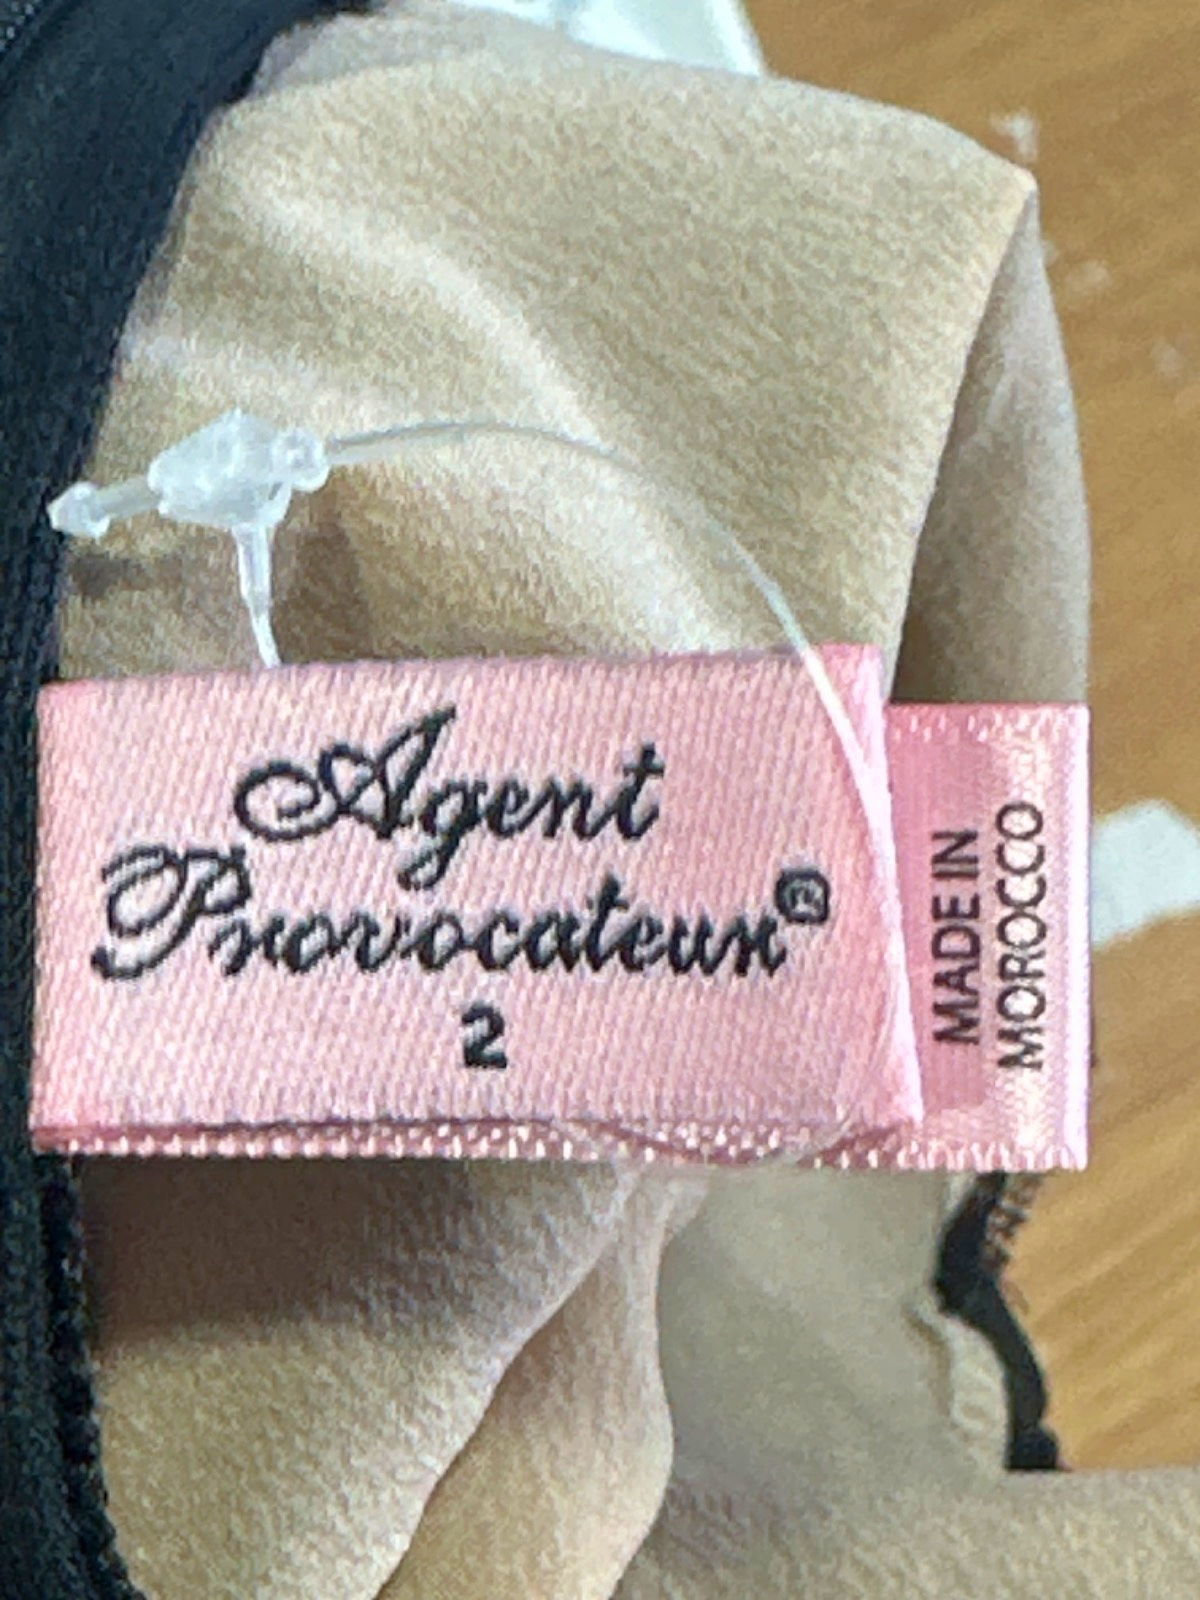 Agent
Provocateur®
2
MADE IN
MOROCCO